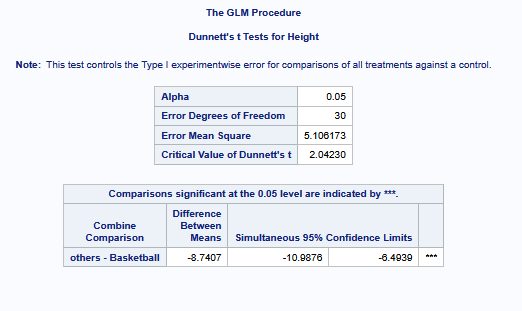 The GLM Procedure
Dunnett's t Tests for Height
Note: This test controls the Type I experimentwise error for comparisons of all treatments against a control.
Alpha 0.05
Error Degrees of Freedom 30
Error Mean Square 5.106173
Critical Value of Dunnett's t 2.04230
Comparisons significant at the 0.05 level are indicated by ***.
Combine Comparison Difference Between Means Simultaneous 95% Confidence Limits
others - Basketball -8.7407 -10.9876 -6.4939 ***